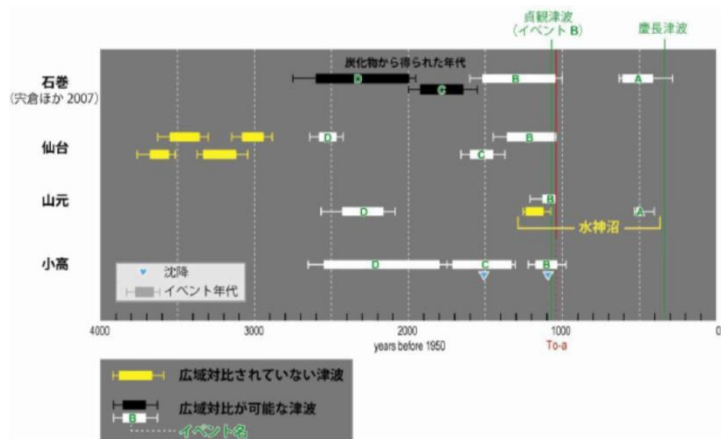 貞観津波
(イベント B)
慶長津波
炭化物から得られた年代
石巻
(宍倉ほか 2007)
D
C
B
A
仙台
D
C
B
山元
D
B
A
水神沼
小高
D
C
B
沈降
イベント年代
4000
3000
2000
1000
0
years before 1950
To-a
広域対比されていない津波
広域対比が可能な津波
B
イベント名